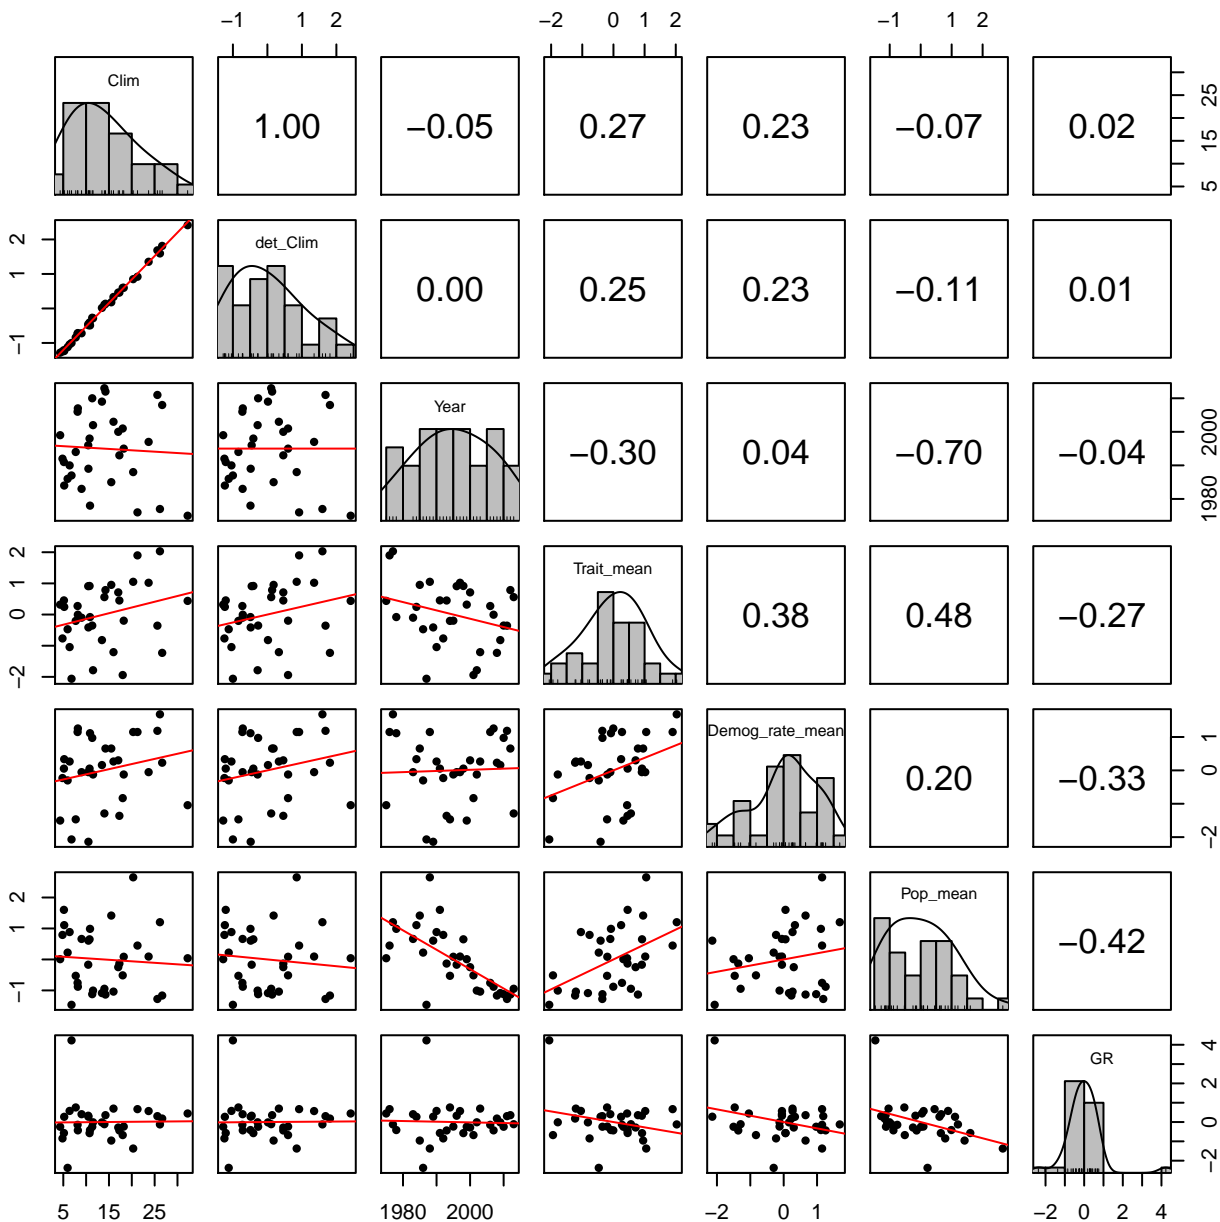 −1 1 2 −2 0 1 2 −1 1 2
Clim 1.00 −0.05 0.27 0.23 −0.07 0.02 5 15 25
−1 1 2 det_Clim 0.00 0.25 0.23 −0.11 0.01
Year −0.30 0.04 −0.70 −0.04 1980 2000
−2 0 1 2 Trait_mean 0.38 0.48 −0.27
Demog_rate_mean 0.20 −0.33 −2 0 1
−1 1 2 Pop_mean −0.42
GR −2 0 1 2 4
5 15 25 1980 2000 −2 0 1 −2 0 2 4